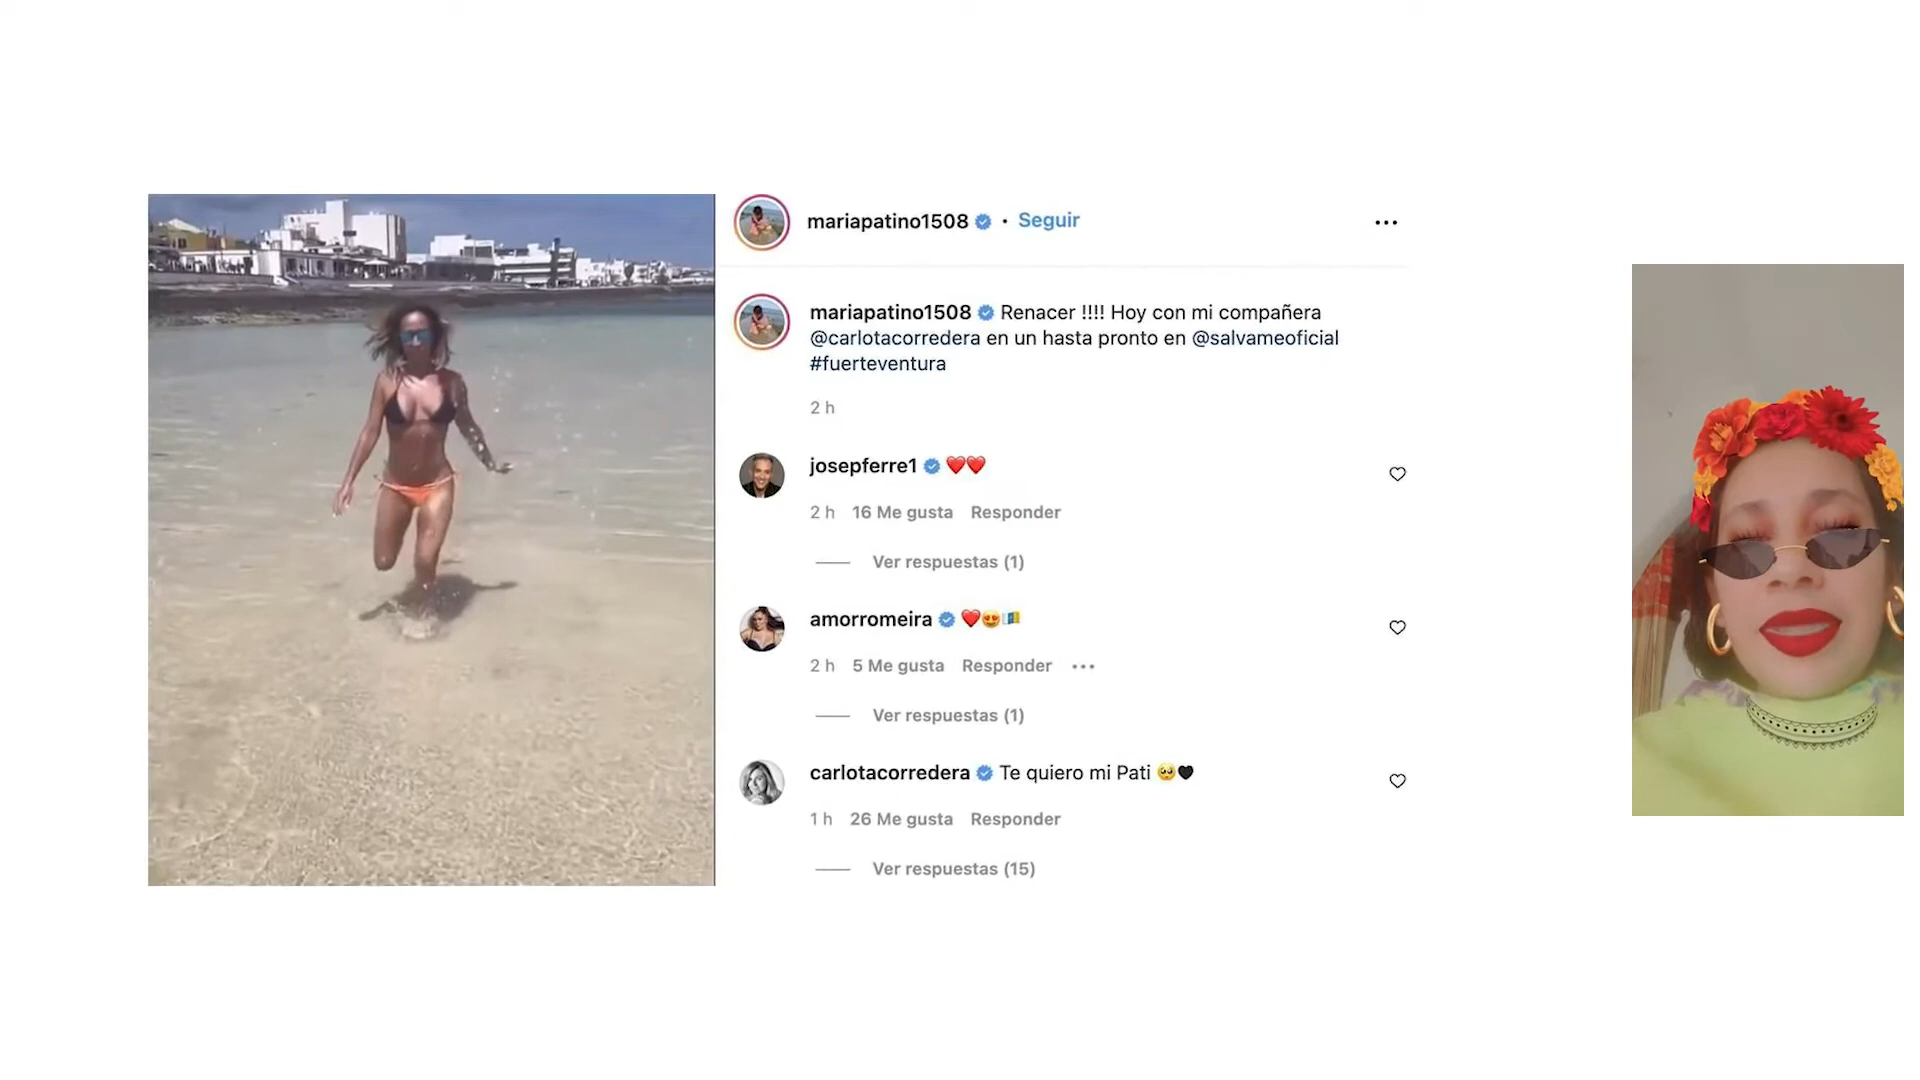 mariapatino1508 • Seguir
mariapatino1508 Renacer !!!! Hoy con mi compañera
@carlotacorredera en un hasta pronto en @salvameoficial
#fuerteventura
2 h
josepferre1 ❤️❤️
2 h 16 Me gusta Responder
Ver respuestas (1)
amorromeira ❤️😍🇮🇨
2 h 5 Me gusta Responder
Ver respuestas (1)
carlotacorredera Te quiero mi Pati 🥺🖤
1 h 26 Me gusta Responder
Ver respuestas (15)